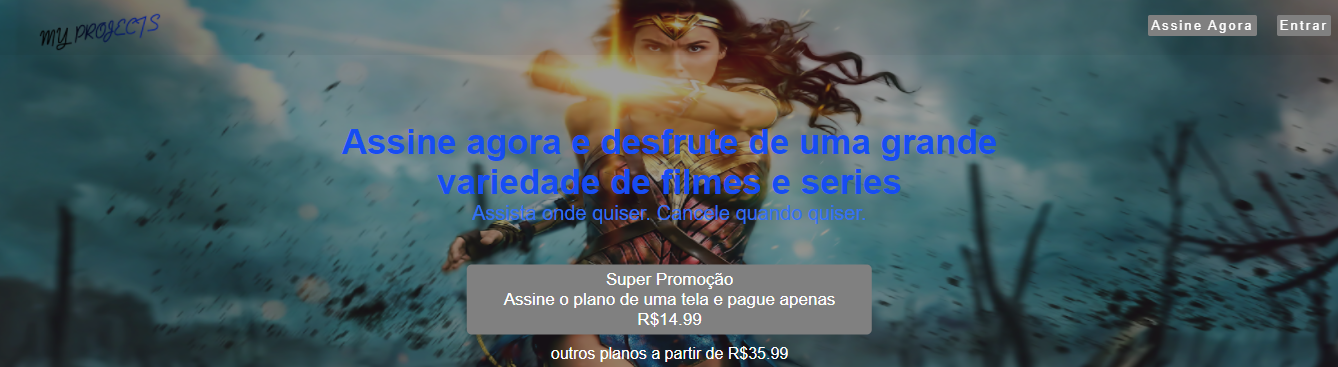 MY PROJECTS
Assine Agora
Entrar
Assine agora e desfrute de uma grande
variedade de filmes e series
Assista onde quiser. Cancele quando quiser
Super Promoção
Assine o plano de uma tela e pague apenas
R$14.99
outros planos a partir de R$35.99